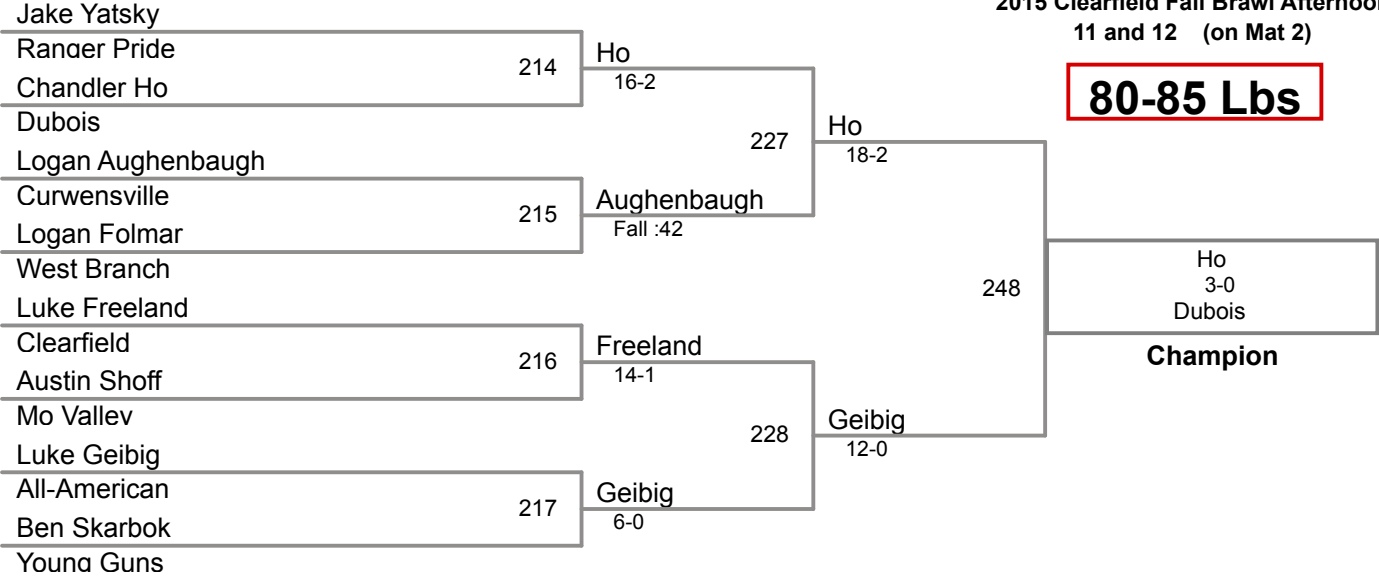 2015 Clearfield Fall Brawl Afternoon
11 and 12 (on Mat 2)
80-85 Lbs
Jake Yatsky
Ranger Pride
214
Chandler Ho
Dubois
Logan Aughenbaugh
Curwensville
215
Logan Folmar
West Branch
Luke Freeland
Clearfield
216
Austin Shoff
Mo Valley
Luke Geibig
All-American
217
Ben Skarbok
Young Guns
Ho
16-2
227
Aughenbaugh
Fall :42
Freeland
14-1
228
Geibig
6-0
Ho
18-2
248
Geibig
12-0
Ho
3-0
Dubois
Champion